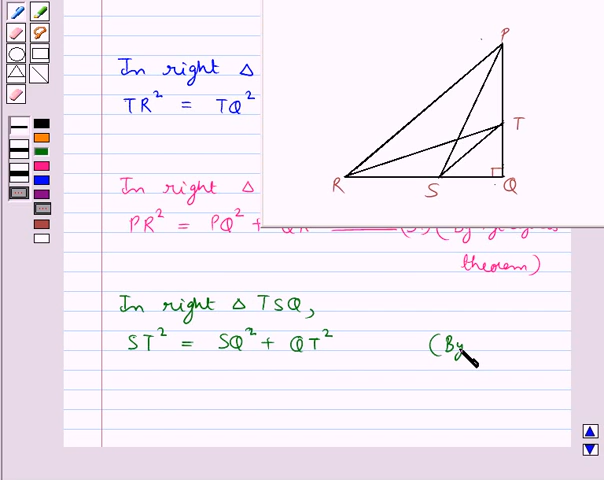 P
In right Δ
TR² = TQ²
T
R
S
Q
In right Δ
PR² = PQ² +
theorem)
In right Δ TSQ,
ST² = SQ² + QT²
(By